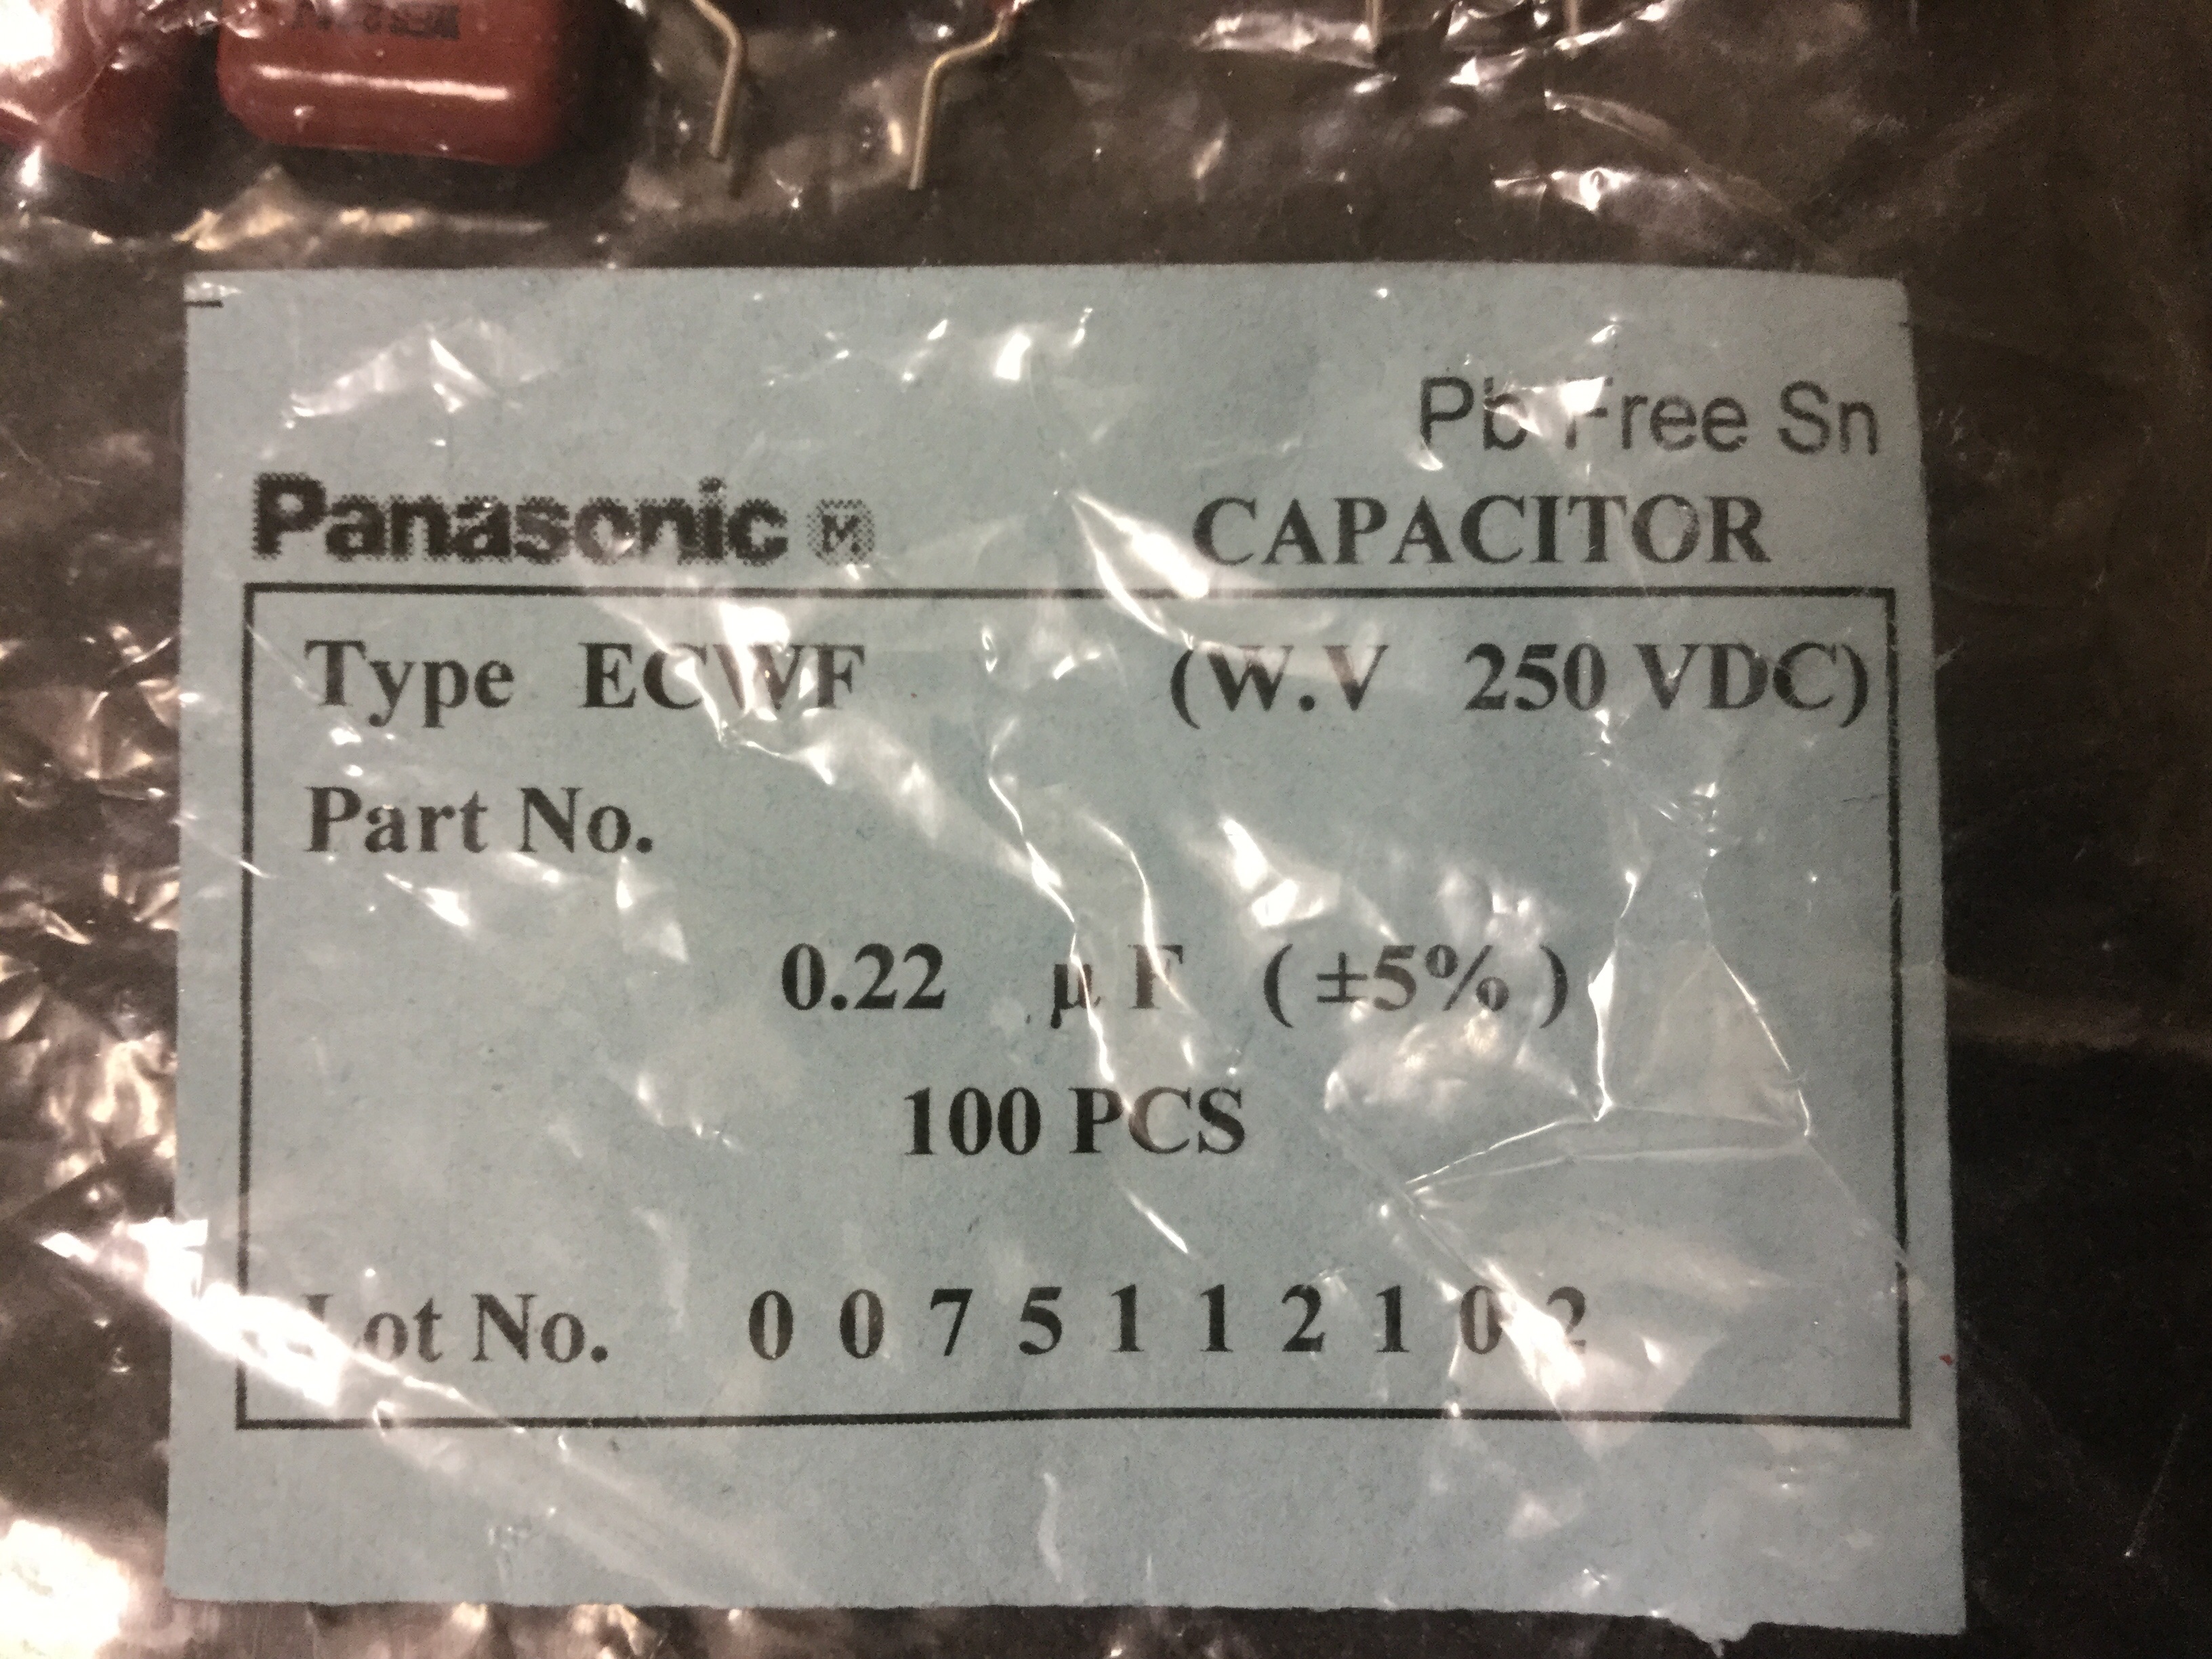 Pb Free Sn
Panasonic M CAPACITOR
Type ECWF (W.V 250 VDC)
Part No.
0.22 µ F ( ±5% )
100 PCS
Lot No. 0 0 7 5 1 1 2 1 0 2